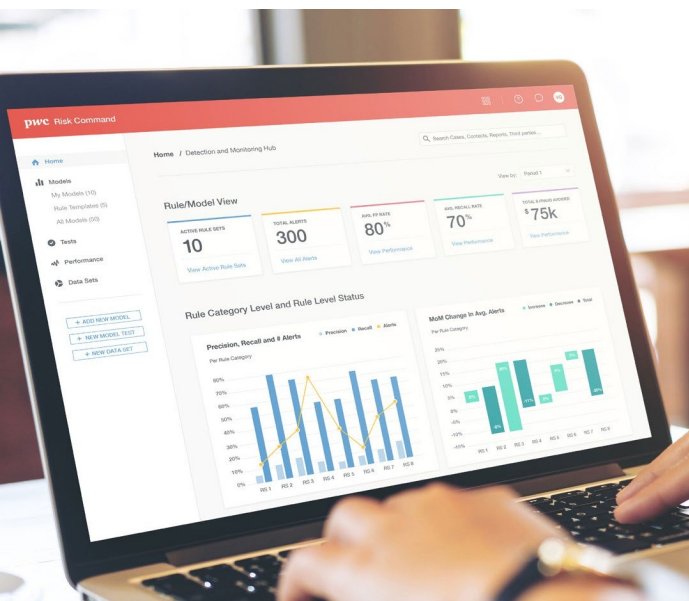 pwc Risk Command
Home / Detection and Monitoring Hub
Search Cases, Contacts, Reports, Third parties...
Home
Models
My Models (10)
Rule Templates (5)
All Models (50)
Tests
Performance
Data Sets
+ ADD NEW MODEL
+ NEW MODEL TEST
+ NEW DATA SET
View by: Period 1
Rule/Model View
ACTIVE RULE SETS
10
View Active Rule Sets
TOTAL ALERTS
300
View All Alerts
AVG. FP RATE
80%
View Performance
AVG. RECALL RATE
70%
View Performance
TOTAL $ FRAUD AVOIDED
$75k
View Performance
Rule Category Level and Rule Level Status
Precision, Recall and # Alerts
Precision Recall Alerts
Per Rule Category
80%
70%
60%
50%
40%
30%
20%
10%
0%
RS 1 RS 2 RS 3 RS 4 RS 5 RS 6 RS 7 RS 8
MoM Change In Avg. Alerts
Increase Decrease Total
Per Rule Category
25%
20%
15%
10%
5%
0%
-5%
-10%
-15%
RS 1 RS 2 RS 3 RS 4 RS 5 RS 6 RS 7 RS 8